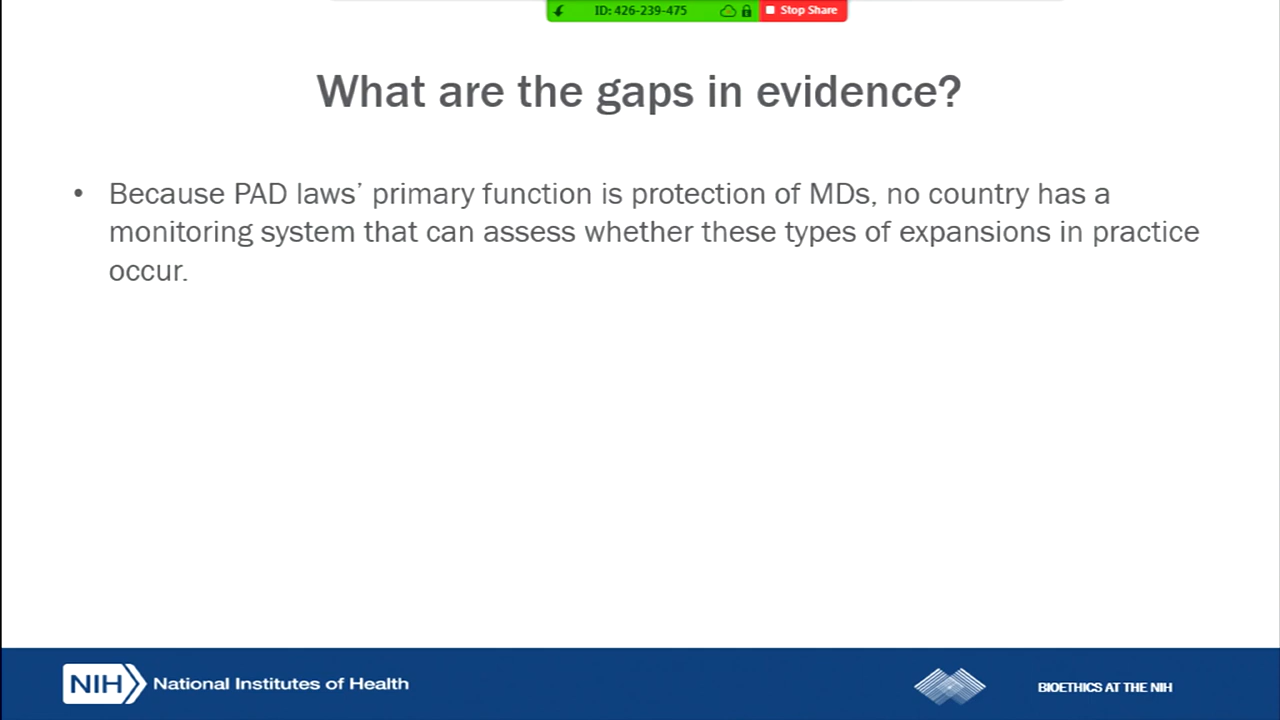 ID: 426-239-475 Stop Share
What are the gaps in evidence?
• Because PAD laws’ primary function is protection of MDs, no country has a
monitoring system that can assess whether these types of expansions in practice
occur.
NIH National Institutes of Health BIOETHICS AT THE NIH